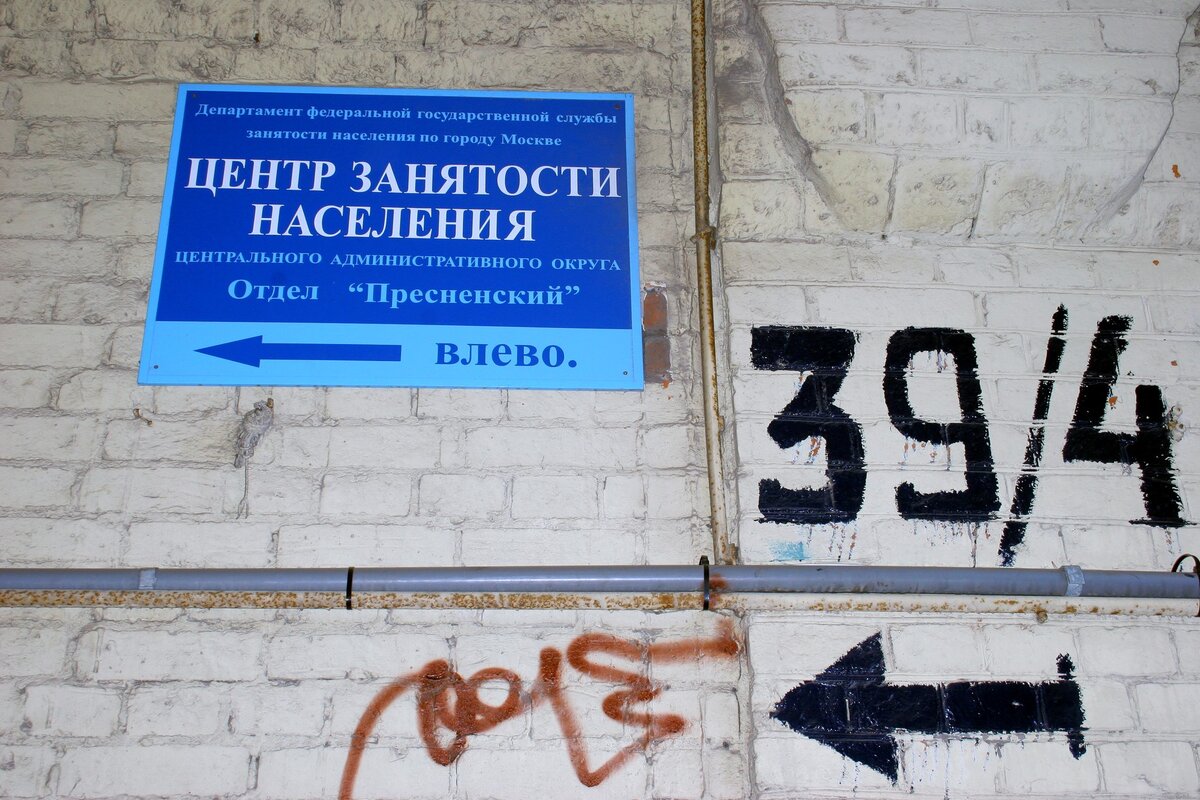 Департамент федеральной государственной службы
занятости населения по городу Москве
ЦЕНТР ЗАНЯТОСТИ
НАСЕЛЕНИЯ
ЦЕНТРАЛЬНОГО АДМИНИСТРАТИВНОГО ОКРУГА
Отдел “Пресненский”
влево.
39/4